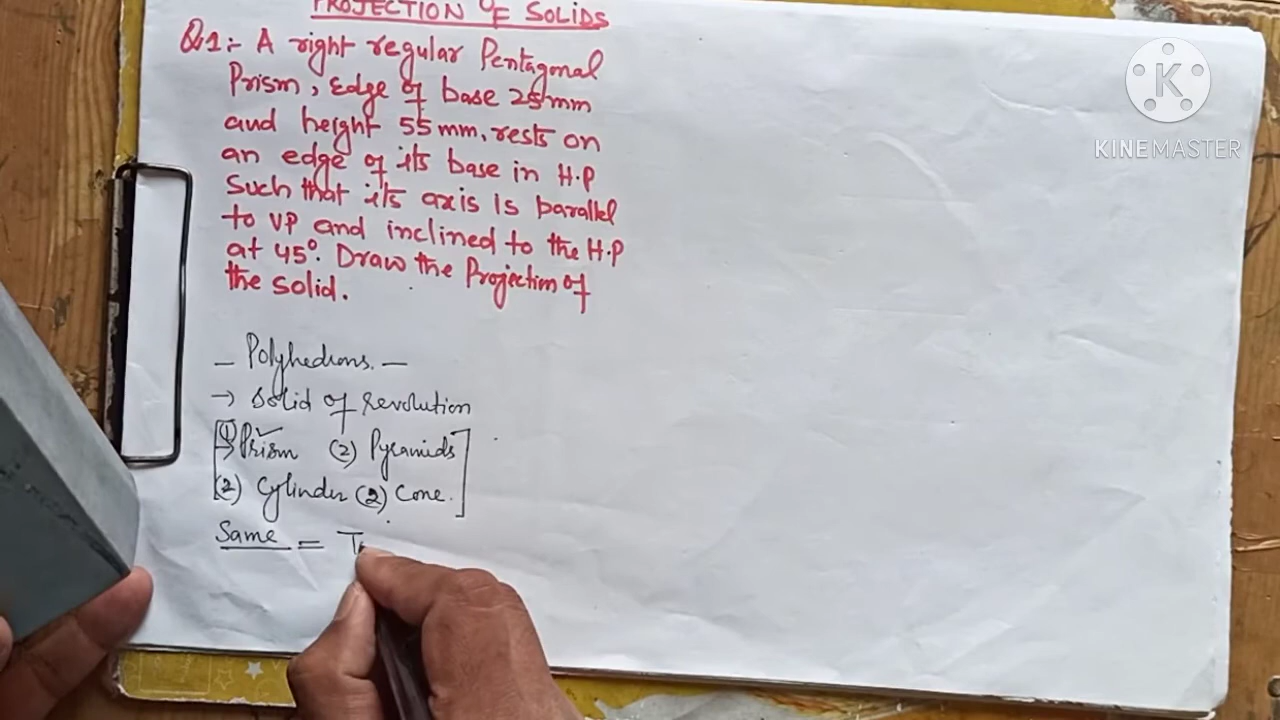 PROJECTION OF SOLIDS
Q.1:- A right regular Pentagonal
Prism, Edge of base 25mm
and height 55mm. rests on
an edge of its base in H.P
Such that its axis is parallel
to VP and inclined to the H.P
at 45°. Draw the Projection of
the solid.
- Polyhedrons. -
→ Solid of revolution
(1) Prism (2) Pyramids
(2) Cylinder (2) Cone.
Same = T
K
KINEMASTER